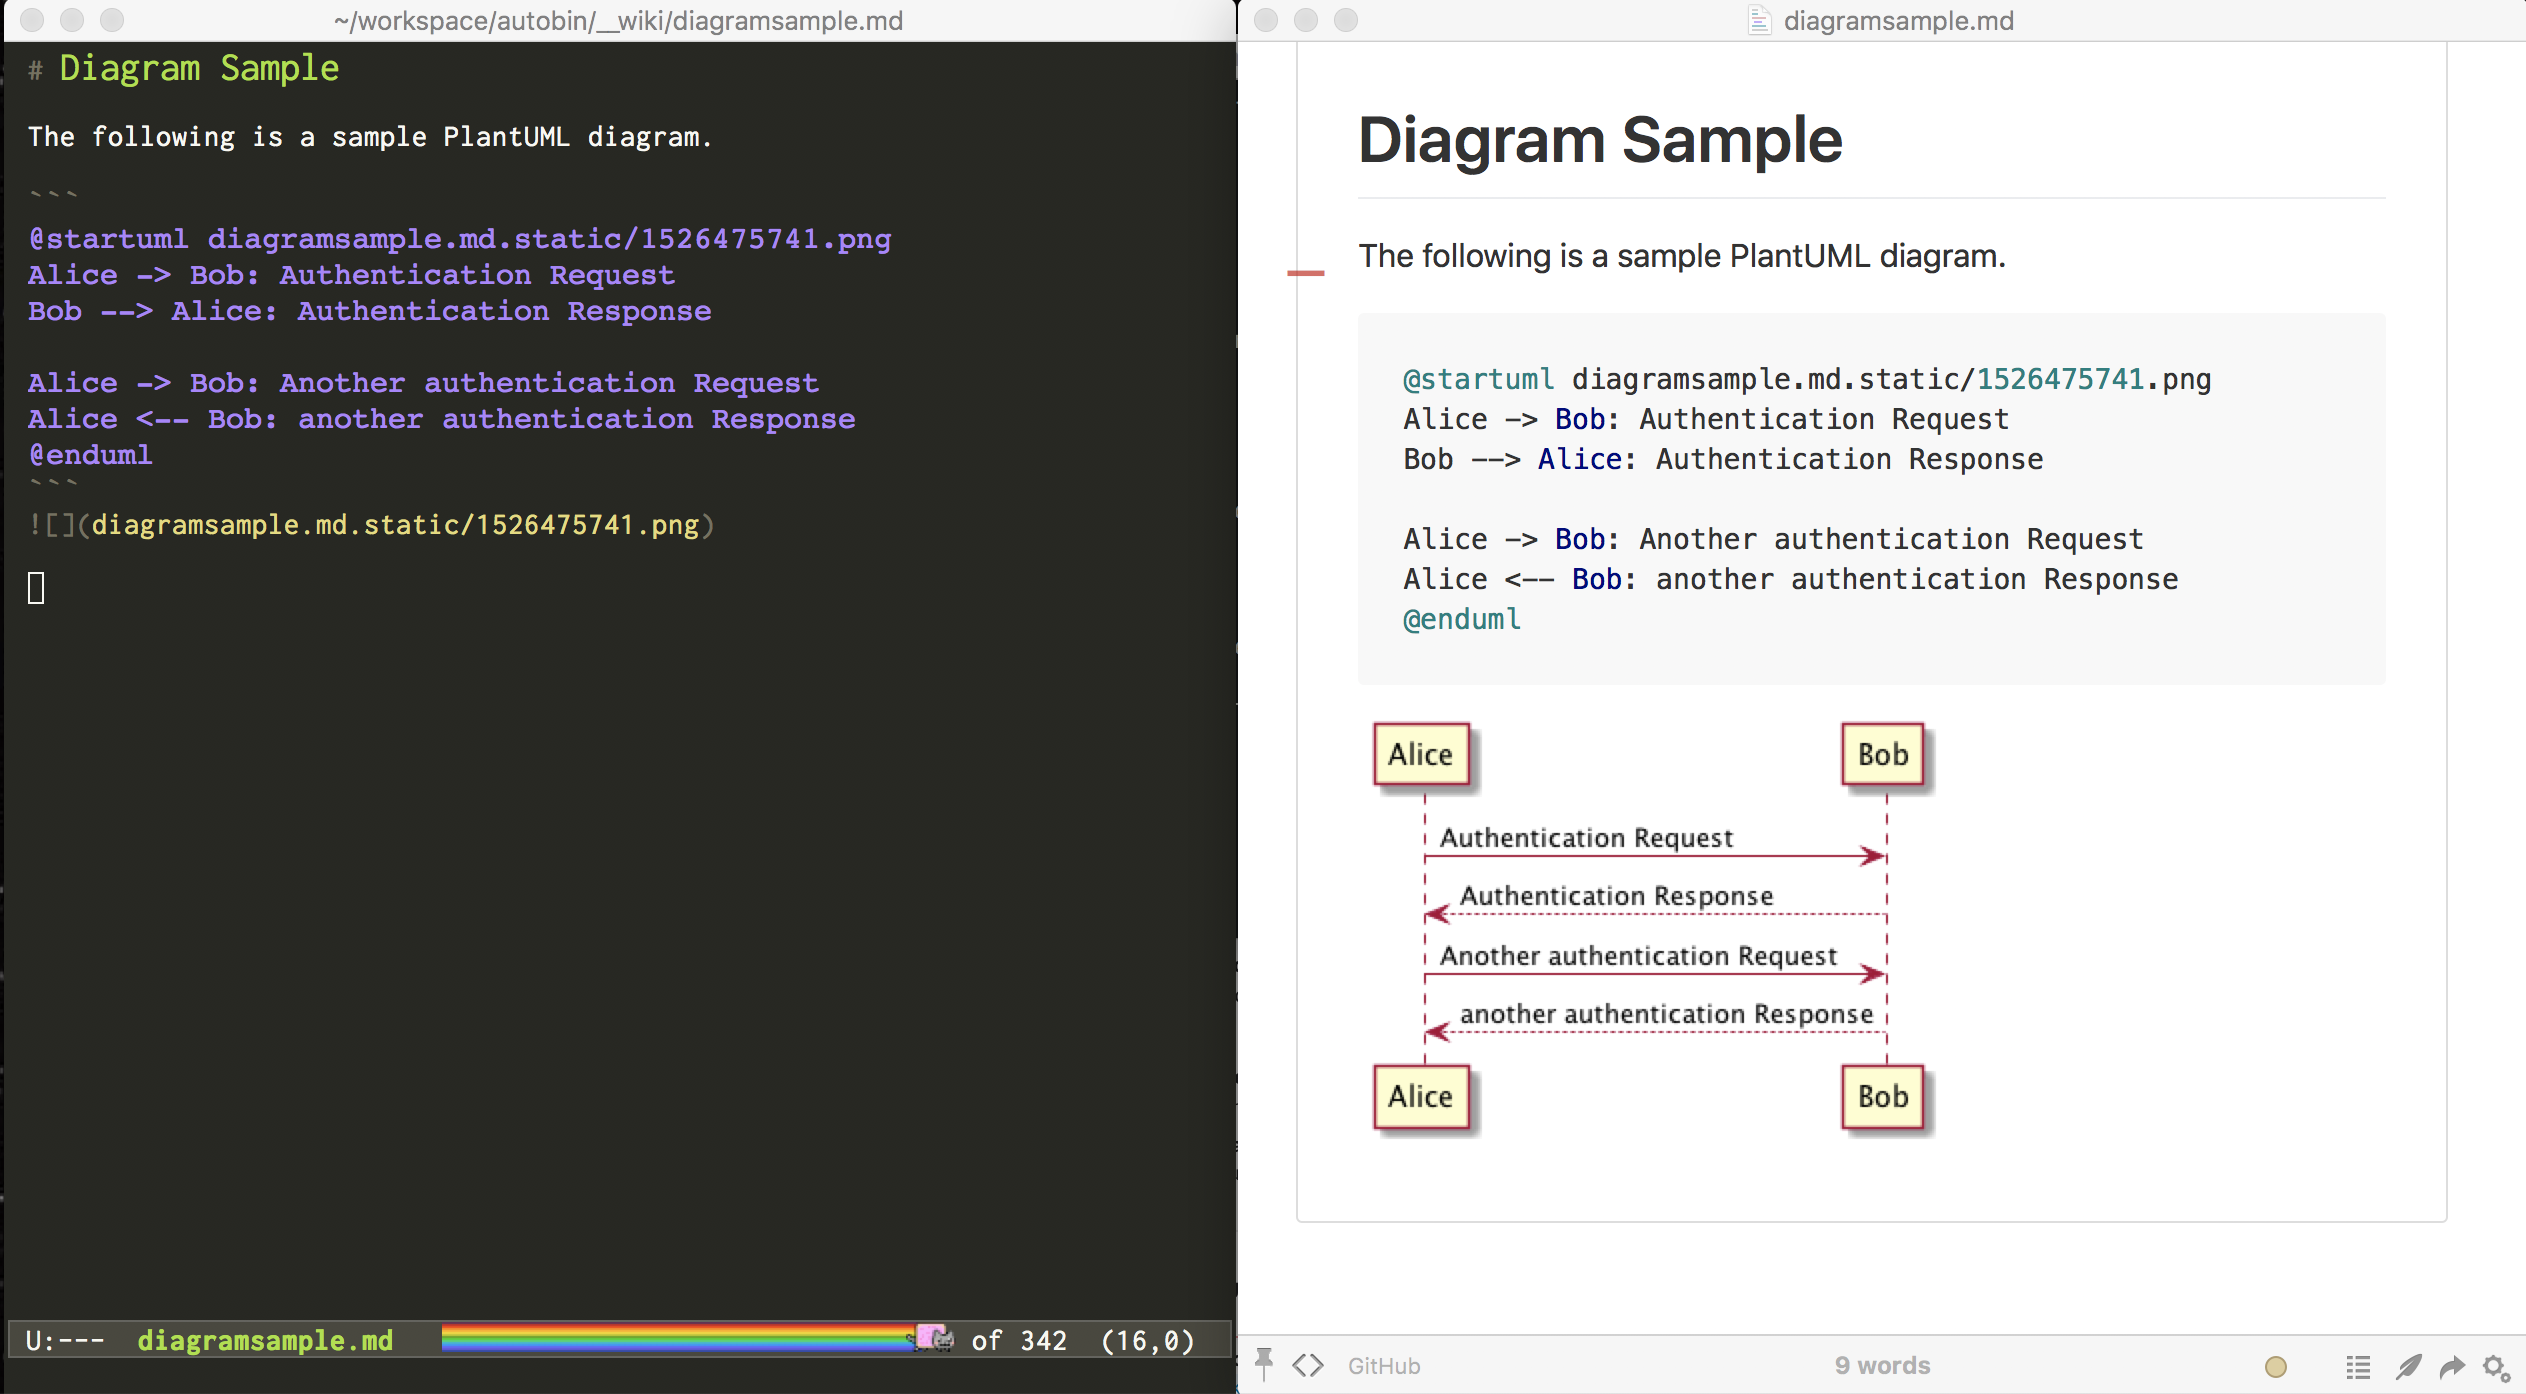 ~/workspace/autobin/__wiki/diagramsample.md
# Diagram Sample
The following is a sample PlantUML diagram.
```
@startuml diagramsample.md.static/1526475741.png
Alice -> Bob: Authentication Request
Bob --> Alice: Authentication Response
Alice -> Bob: Another authentication Request
Alice <-- Bob: another authentication Response
@enduml
```
![](diagramsample.md.static/1526475741.png)
U:--- diagramsample.md of 342 (16,0)
diagramsample.md
Diagram Sample
The following is a sample PlantUML diagram.
@startuml diagramsample.md.static/1526475741.png
Alice -> Bob: Authentication Request
Bob --> Alice: Authentication Response
Alice -> Bob: Another authentication Request
Alice <-- Bob: another authentication Response
@enduml
Alice Bob
Authentication Request
Authentication Response
Another authentication Request
another authentication Response
Alice Bob
GitHub 9 words